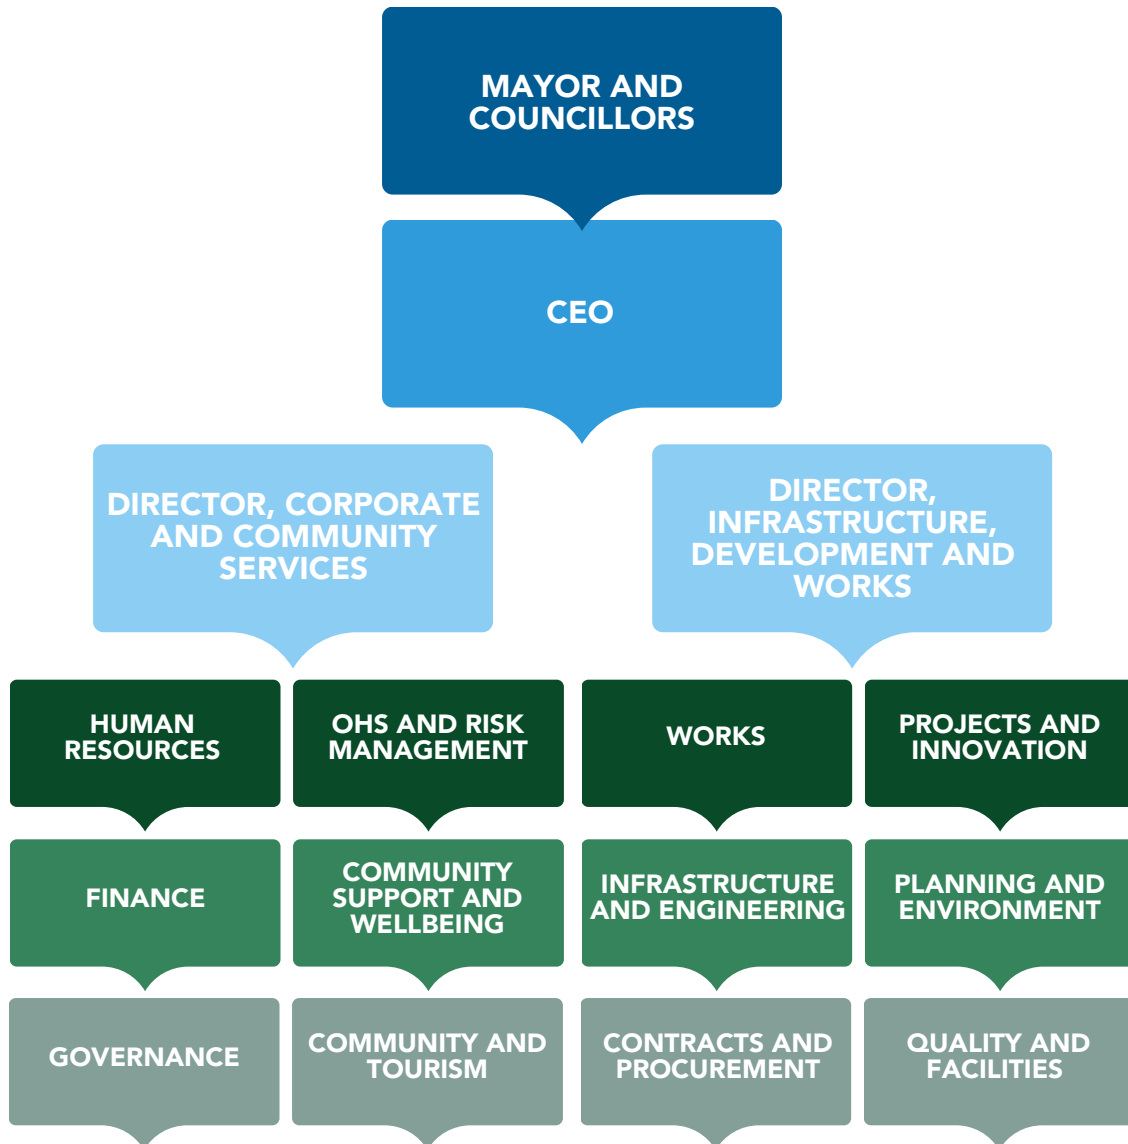 MAYOR AND
COUNCILLORS
CEO
DIRECTOR, CORPORATE
AND COMMUNITY
SERVICES
DIRECTOR,
INFRASTRUCTURE,
DEVELOPMENT AND
WORKS
HUMAN
RESOURCES
OHS AND RISK
MANAGEMENT
WORKS
PROJECTS AND
INNOVATION
FINANCE
COMMUNITY
SUPPORT AND
WELLBEING
INFRASTRUCTURE
AND ENGINEERING
PLANNING AND
ENVIRONMENT
GOVERNANCE
COMMUNITY AND
TOURISM
CONTRACTS AND
PROCUREMENT
QUALITY AND
FACILITIES